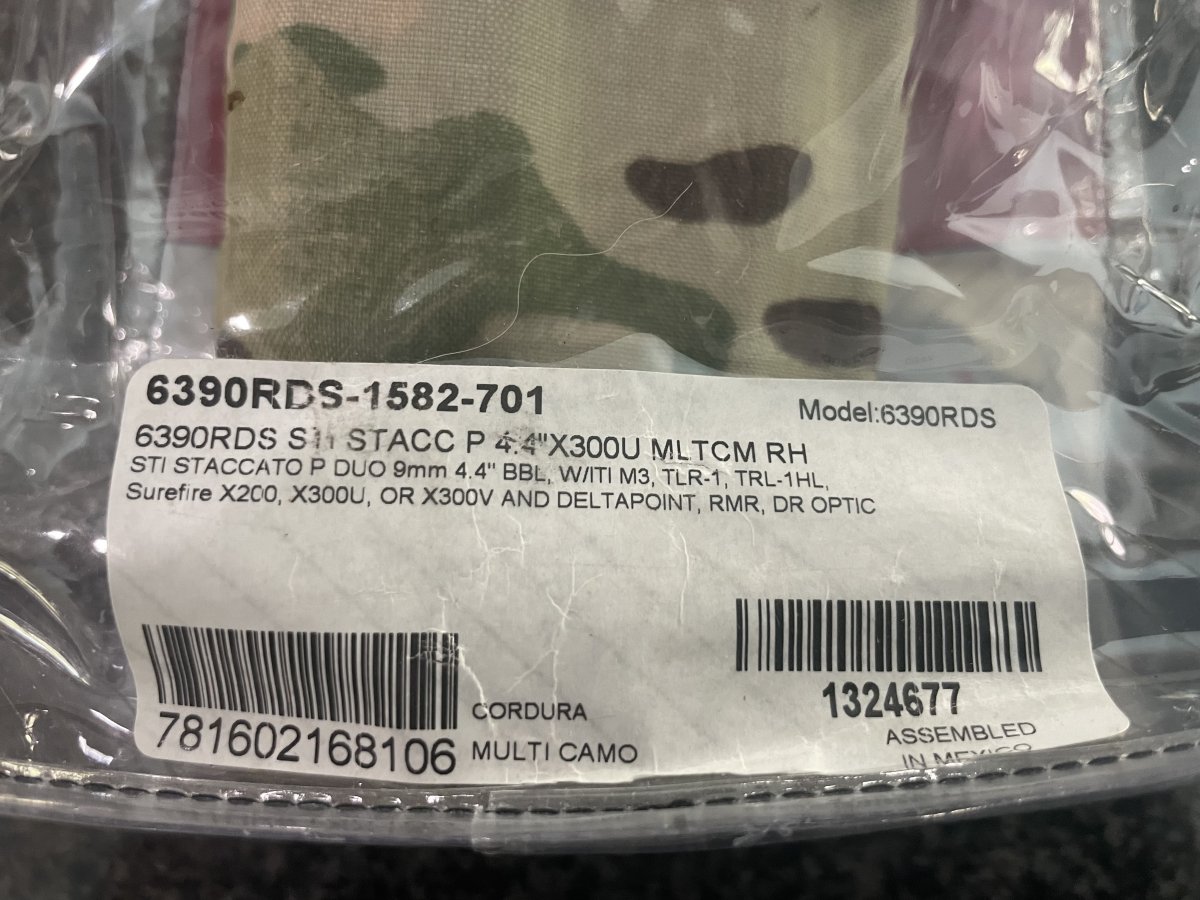 6390RDS-1582-701
Model:6390RDS
6390RDS STI STACC P 4.4"X300U MLTCM RH
STI STACCATO P DUO 9mm 4.4" BBL, W/ITI M3, TLR-1, TRL-1HL,
Surefire X200, X300U, OR X300V AND DELTAPOINT, RMR, DR OPTIC
781602168106
CORDURA
MULTI CAMO
1324677
ASSEMBLED
IN MEXICO